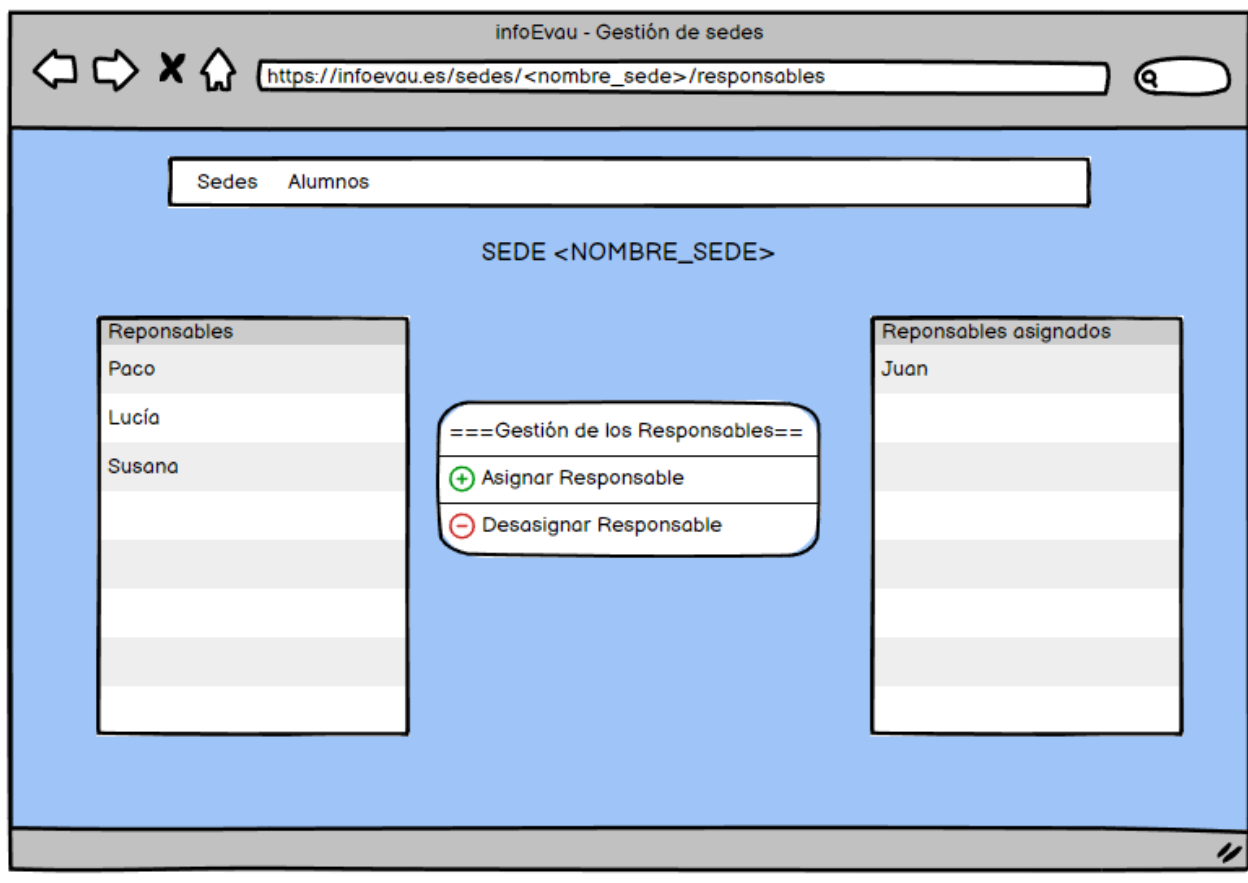 infoEvau - Gestión de sedes
https://infoevau.es/sedes/<nombre_sede>/responsables
Sedes Alumnos
SEDE <NOMBRE_SEDE>
Reponsables
Paco
Lucía
Susana
===Gestión de los Responsables==
Asignar Responsable
Desasignar Responsable
Reponsables asignados
Juan